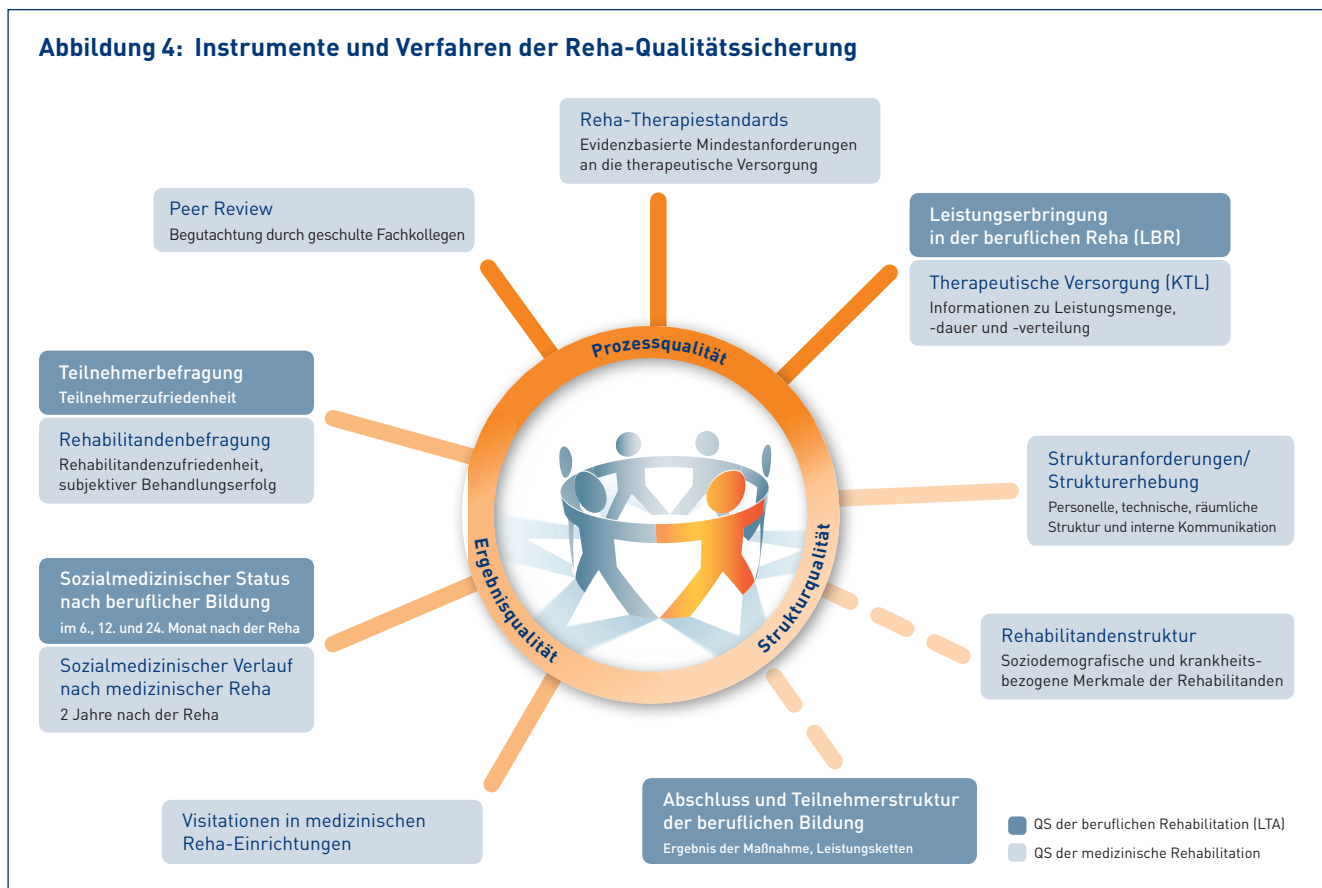 Abbildung 4: Instrumente und Verfahren der Reha-Qualitätssicherung
Reha-Therapiestandards
Evidenzbasierte Mindestanforderungen
an die therapeutische Versorgung
Peer Review
Begutachtung durch geschulte Fachkollegen
Leistungserbringung
in der beruflichen Reha (LBR)
Therapeutische Versorgung (KTL)
Informationen zu Leistungsmenge,
-dauer und -verteilung
Prozessqualität
Teilnehmerbefragung
Teilnehmerzufriedenheit
Rehabilitandenbefragung
Rehabilitandenzufriedenheit,
subjektiver Behandlungserfolg
Strukturanforderungen/
Strukturerhebung
Personelle, technische, räumliche
Struktur und interne Kommunikation
Ergebnisqualität
Strukturqualität
Sozialmedizinischer Status
nach beruflicher Bildung
im 6., 12. und 24. Monat nach der Reha
Sozialmedizinischer Verlauf
nach medizinischer Reha
2 Jahre nach der Reha
Rehabilitandenstruktur
Soziodemografische und krankheits-
bezogene Merkmale der Rehabilitanden
Visitationen in medizinischen
Reha-Einrichtungen
Abschluss und Teilnehmerstruktur
der beruflichen Bildung
Ergebnis der Maßnahme, Leistungsketten
QS der beruflichen Rehabilitation (LTA)
QS der medizinische Rehabilitation